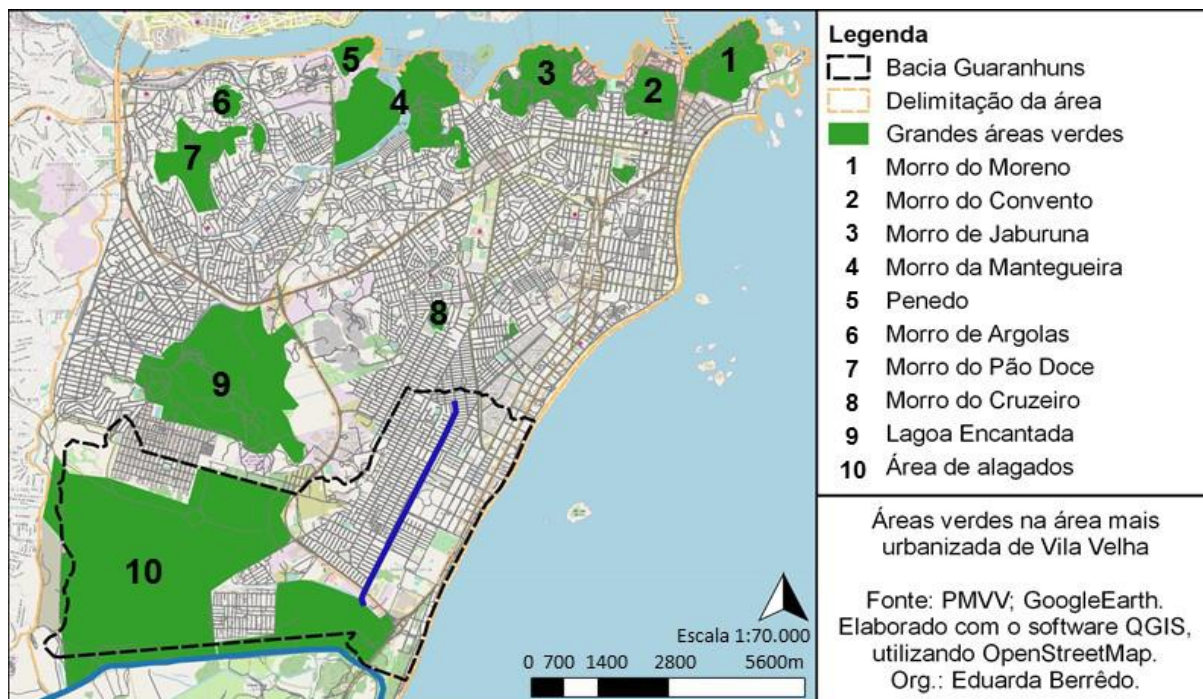 5
1
3
2
4
6
7
8
9
10
Escala 1:70.000
0 700 1400 2800 5600m
Legenda
Bacia Guaranhuns
Delimitação da área
Grandes áreas verdes
1 Morro do Moreno
2 Morro do Convento
3 Morro de Jaburuna
4 Morro da Mantegueira
5 Penedo
6 Morro de Argolas
7 Morro do Pão Doce
8 Morro do Cruzeiro
9 Lagoa Encantada
10 Área de alagados
Áreas verdes na área mais
urbanizada de Vila Velha
Fonte: PMVV; GoogleEarth.
Elaborado com o software QGIS,
utilizando OpenStreetMap.
Org.: Eduarda Berrêdo.